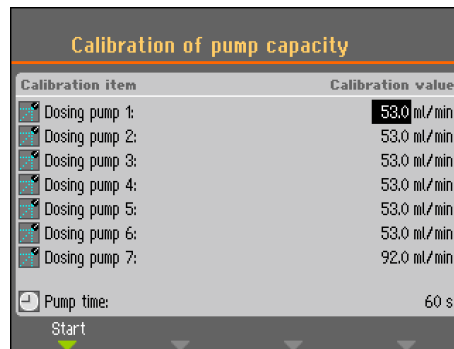 Calibration of pump capacity
Calibration item Calibration value
Dosing pump 1: 53.0 ml/min
Dosing pump 2: 53.0 ml/min
Dosing pump 3: 53.0 ml/min
Dosing pump 4: 53.0 ml/min
Dosing pump 5: 53.0 ml/min
Dosing pump 6: 53.0 ml/min
Dosing pump 7: 92.0 ml/min
Pump time: 60 s
Start